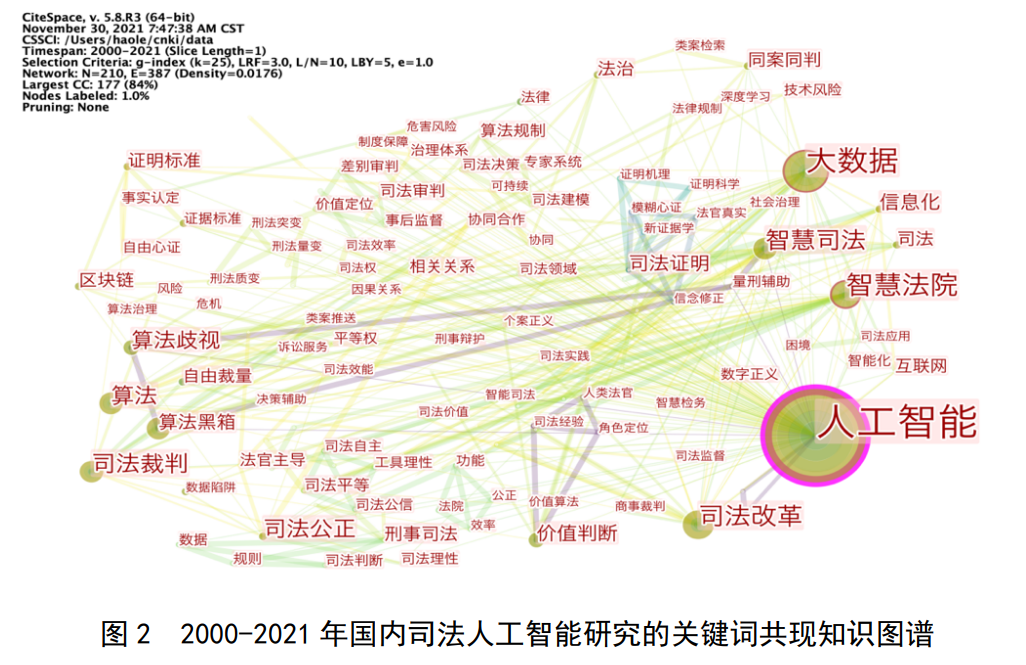 CiteSpace, v. 5.8.R3 (64-bit)
November 30, 2021 7:47:38 AM CST
CSSCI: /Users/haole/cnki/data
Timespan: 2000-2021 (Slice Length=1)
Selection Criteria: g-index (k=25), LRF=3.0, L/N=10, LBY=5, e=1.0
Network: N=210, E=387 (Density=0.0176)
Largest CC: 177 (84%)
Nodes Labeled: 1.0%
Pruning: None
类案检索
同案同判
法治
技术风险
深度学习
法律
法律规制
危害风险
算法规制
制度保障
治理体系
证明标准
差别审判
司法决策
专家系统
大数据
证明机理
证明科学
可持续
司法审判
事实认定
司法建模
价值定位
社会治理
信息化
模糊心证
法官真实
证据标准
刑法突变
事后监督
协同合作
新证据学
智慧司法
司法
协同
自由心证
刑法量变
司法效率
司法证明
相关关系
司法权
司法领域
区块链
刑法质变
量刑辅助
智慧法院
风险
因果关系
信念修正
危机
算法治理
类案推送
个案正义
算法歧视
平等权
刑事辩护
司法应用
诉讼服务
困境
司法实践
智能化
互联网
司法效能
自由裁量
数字正义
算法
智能司法
人类法官
决策辅助
智慧检务
司法价值
算法黑箱
司法经验
角色定位
人工智能
司法自主
司法监督
司法裁判
法官主导
工具理性
功能
数据陷阱
司法平等
公正
价值算法
司法公信
法院
商事裁判
司法改革
效率
司法公正
刑事司法
价值判断
数据
规则
司法判断
司法理性
图 2 2000-2021 年国内司法人工智能研究的关键词共现知识图谱